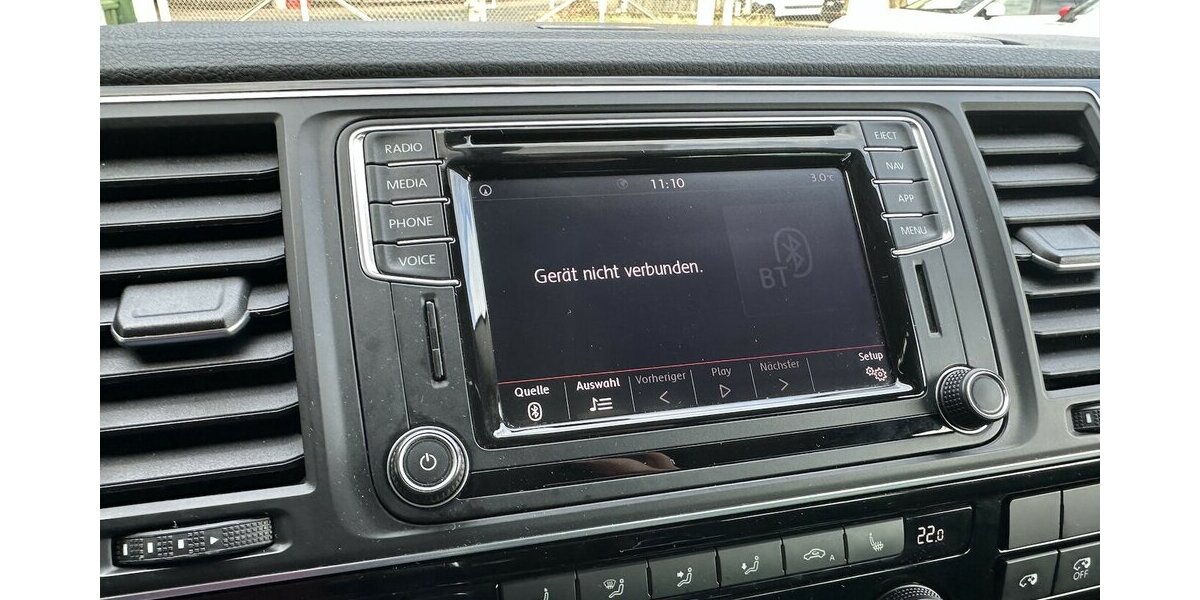 RADIO
MEDIA
PHONE
VOICE
EJECT
NAV
APP
MENU
11:10
3.0°C
Gerät nicht verbunden.
BT
Quelle
Auswahl
Vorheriger
Play
Nächster
Setup
22.0
A
OFF